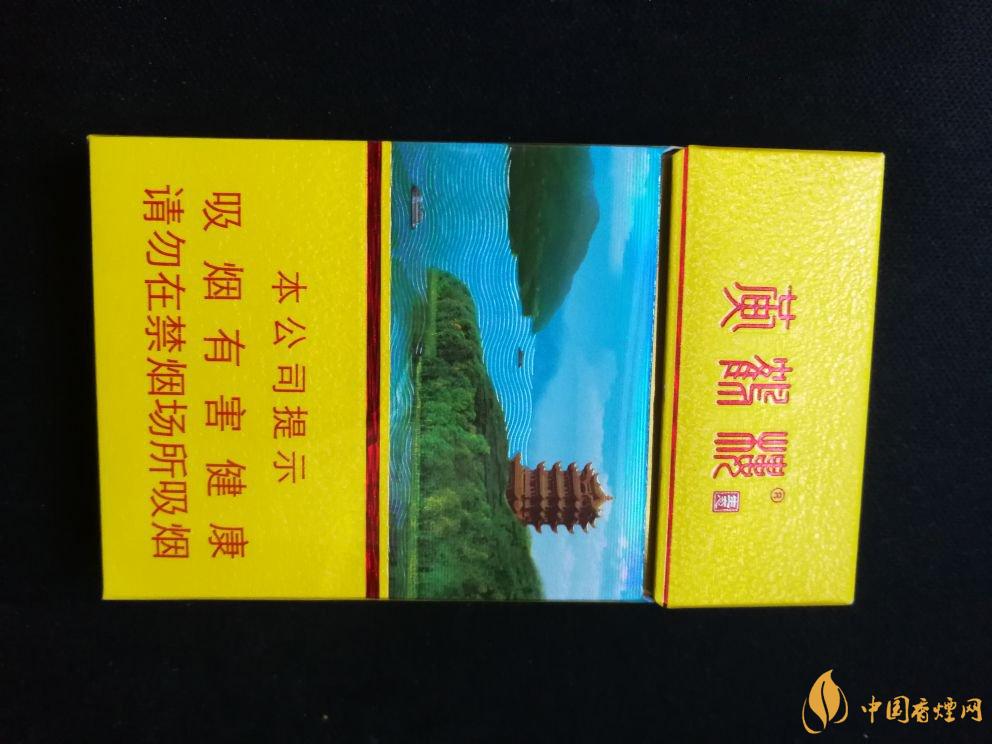 黄鹤楼
®
本公司提示
吸烟有害健康
请勿在禁烟场所吸烟
中国香煙网